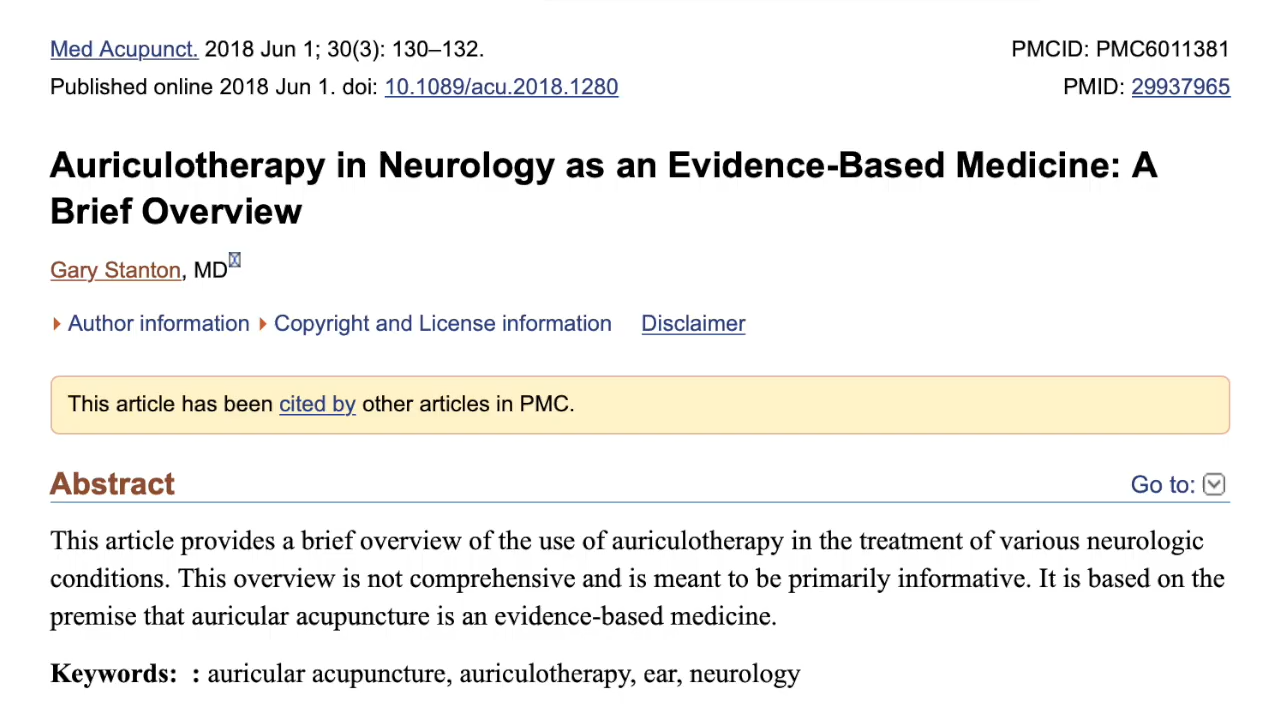 Med Acupunct. 2018 Jun 1; 30(3): 130–132.
PMCID: PMC6011381
Published online 2018 Jun 1. doi: 10.1089/acu.2018.1280
PMID: 29937965
Auriculotherapy in Neurology as an Evidence-Based Medicine: A
Brief Overview
Gary Stanton, MD
Author information Copyright and License information Disclaimer
This article has been cited by other articles in PMC.
Abstract
Go to:
This article provides a brief overview of the use of auriculotherapy in the treatment of various neurologic
conditions. This overview is not comprehensive and is meant to be primarily informative. It is based on the
premise that auricular acupuncture is an evidence-based medicine.
Keywords: : auricular acupuncture, auriculotherapy, ear, neurology